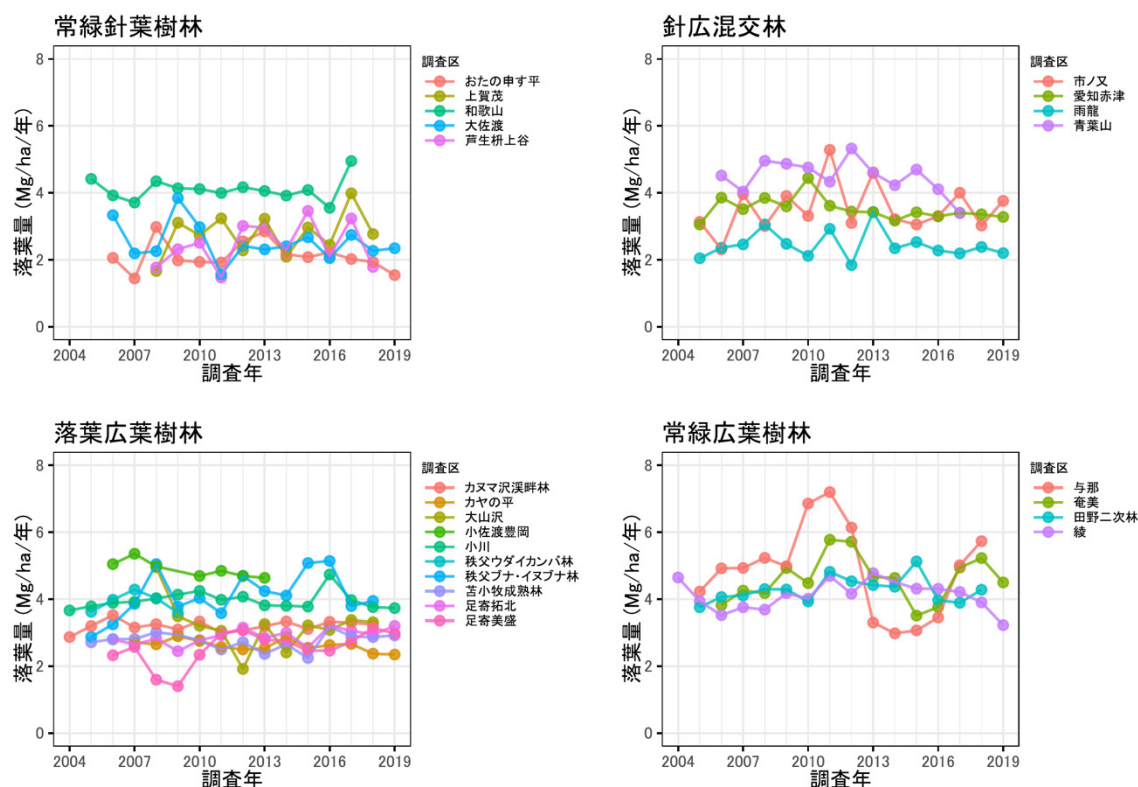 常緑針葉樹林
8
6
4
2
0
落葉量 (Mg/ha/年)
2004 2007 2010 2013 2016 2019
調査年
調査区
おたの申す平
上賀茂
和歌山
大佐渡
芦生枡上谷
針広混交林
8
6
4
2
0
落葉量 (Mg/ha/年)
2004 2007 2010 2013 2016 2019
調査年
調査区
市ノ又
愛知赤津
雨龍
青葉山
落葉広葉樹林
8
6
4
2
0
落葉量 (Mg/ha/年)
2004 2007 2010 2013 2016 2019
調査年
調査区
カヌマ沢渓畔林
カヤの平
大山沢
小佐渡豊岡
小川
秩父ウダイカンバ林
秩父ブナ・イヌブナ林
苫小牧成熟林
足寄拓北
足寄美盛
常緑広葉樹林
8
6
4
2
0
落葉量 (Mg/ha/年)
2004 2007 2010 2013 2016 2019
調査年
調査区
与那
奄美
田野二次林
綾